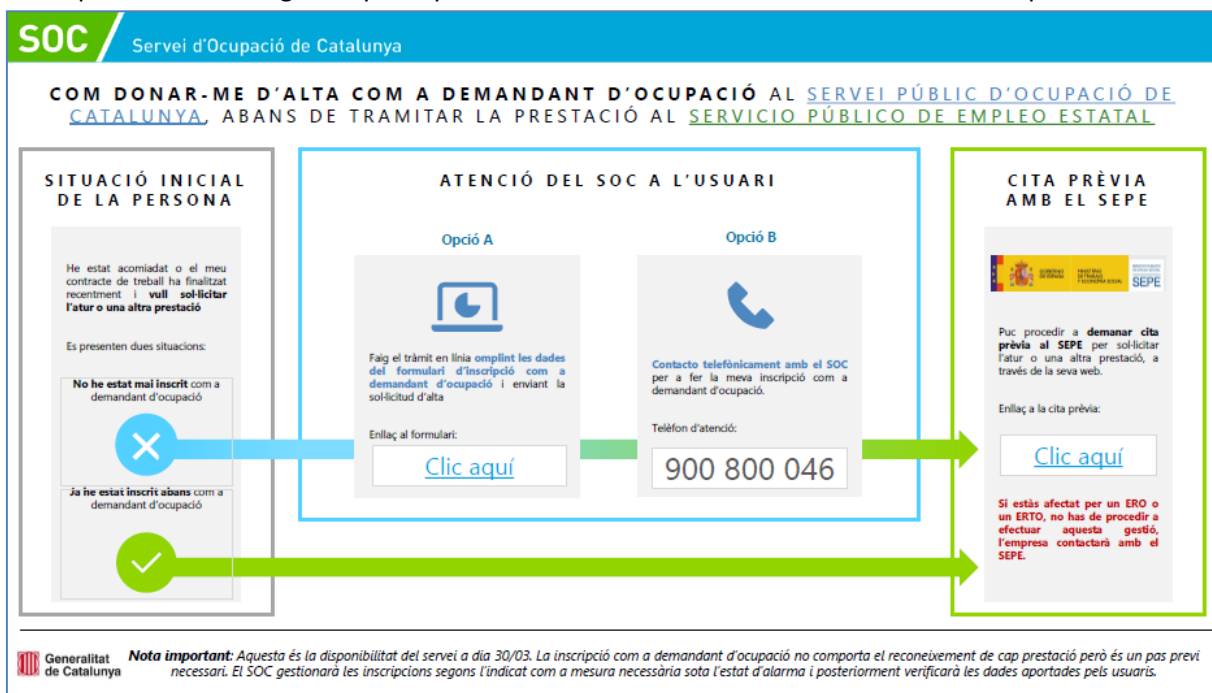 SOC
Servei d'Ocupació de Catalunya
COM DONAR-ME D'ALTA COM A DEMANDANT D'OCUPACIÓ AL SERVEI PÚBLIC D'OCUPACIÓ DE
CATALUNYA, ABANS DE TRAMITAR LA PRESTACIÓ AL SERVICIO PÚBLICO DE EMPLEO ESTATAL
SITUACIÓ INICIAL
DE LA PERSONA
He estat acomiadat o el meu
contracte de treball ha finalitzat
recentment i vull sol·licitar
l'atur o una altra prestació
Es presenten dues situacions:
No he estat mai inscrit com a
demandant d'ocupació
Ja he estat inscrit abans com a
demandant d'ocupació
ATENCIÓ DEL SOC A L'USUARI
Opció A
Faig el tràmit en línia omplint les dades
del formulari d'inscripció com a
demandant d'ocupació i enviant la
sol·licitud d'alta
Enllaç al formulari:
Clic aquí
Opció B
Contacto telefònicament amb el SOC
per a fer la meva inscripció com a
demandant d'ocupació.
Telèfon d'atenció:
900 800 046
CITA PRÈVIA
AMB EL SEPE
GOBIERNO
DE ESPAÑA
MINISTERIO
DE TRABAJO
Y ECONOMÍA SOCIAL
SEPE
Puc procedir a demanar cita
prèvia al SEPE per sol·licitar
l'atur o una altra prestació, a
través de la seva web.
Enllaç a la cita prèvia:
Clic aquí
Si estàs afectat per un ERO o
un ERTO, no has de procedir a
efectuar aquesta gestió,
l'empresa contactarà amb el
SEPE.
Generalitat
de Catalunya
Nota important: Aquesta és la disponibilitat del servei a dia 30/03. La inscripció com a demandant d'ocupació no comporta el reconeixement de cap prestació però és un pas previ
necessari. El SOC gestionarà les inscripcions segons l'indicat com a mesura necessària sota l'estat d'alarma i posteriorment verificarà les dades aportades pels usuaris.